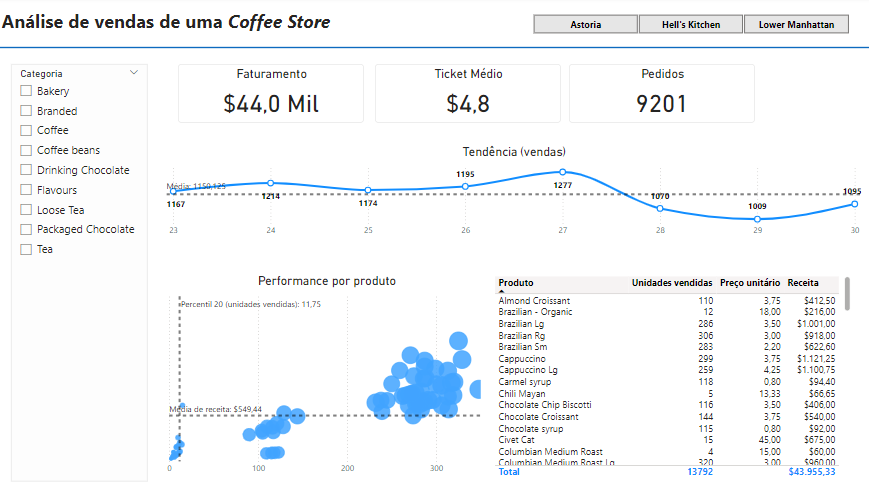 Análise de vendas de uma Coffee Store
Astoria Hell's Kitchen Lower Manhattan
Categoria
Bakery
Branded
Coffee
Coffee beans
Drinking Chocolate
Flavours
Loose Tea
Packaged Chocolate
Tea
Faturamento
$44,0 Mil
Ticket Médio
$4,8
Pedidos
9201
Tendência (vendas)
Média: 1150,125
1167 1214 1174 1195 1277 1070 1009 1095
23 24 25 26 27 28 29 30
Performance por produto
Percentil 20 (unidades vendidas): 11,75
Média de receita: $549,44
0 100 200 300
Produto Unidades vendidas Preço unitário Receita
Almond Croissant 110 3,75 $412,50
Brazilian - Organic 12 18,00 $216,00
Brazilian Lg 286 3,50 $1.001,00
Brazilian Rg 306 3,00 $918,00
Brazilian Sm 283 2,20 $622,60
Cappuccino 299 3,75 $1.121,25
Cappuccino Lg 259 4,25 $1.100,75
Carmel syrup 118 0,80 $94,40
Chili Mayan 5 13,33 $66,65
Chocolate Chip Biscotti 116 3,50 $406,00
Chocolate Croissant 144 3,75 $540,00
Chocolate syrup 115 0,80 $92,00
Civet Cat 15 45,00 $675,00
Columbian Medium Roast 4 15,00 $60,00
Columbian Medium Roast Lg 320 3,00 $960,00
Total 13792 $43.955,33